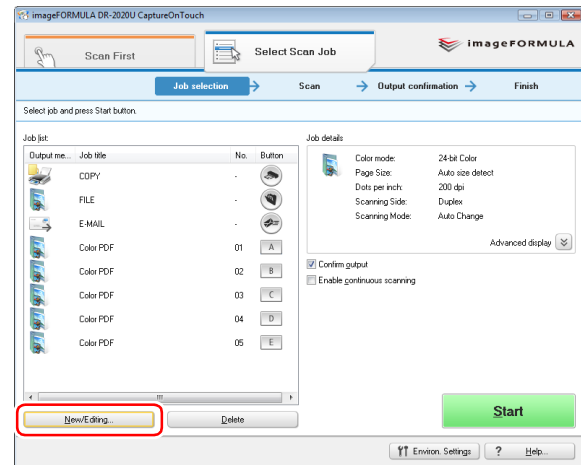 imageFORMULA DR-2020U CaptureOnTouch
Scan First
Select Scan Job
imageFORMULA
Job selection
Scan
Output confirmation
Finish
Select job and press Start button.
Job list:
Output me... Job title No. Button
COPY -
FILE -
E-MAIL -
Color PDF 01 A
Color PDF 02 B
Color PDF 03 C
Color PDF 04 D
Color PDF 05 E
New/Editing...
Delete
Job details
Color mode: 24-bit Color
Page Size: Auto size detect
Dots per inch: 200 dpi
Scanning Side: Duplex
Scanning Mode: Auto Change
Advanced display
Confirm output
Enable continuous scanning
Start
Environ. Settings
? Help...